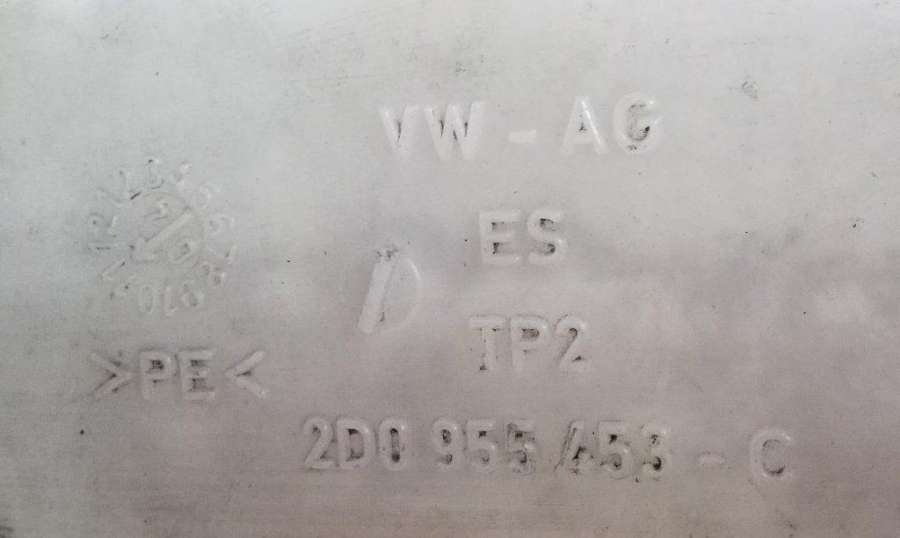 VW - AG
ES
TP2
>PE<
2D0 955 453 - C